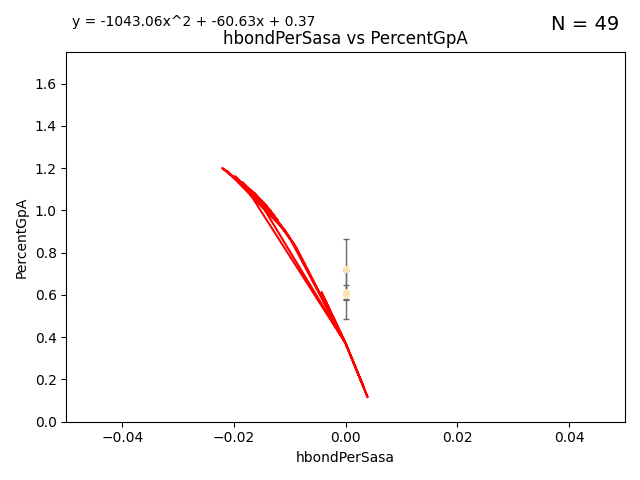 y = -1043.06x^2 + -60.63x + 0.37
N = 49
hbondPerSasa vs PercentGpA
1.6
1.4
1.2
1.0
0.8
0.6
0.4
0.2
0.0
PercentGpA
−0.04 −0.02 0.00 0.02 0.04
hbondPerSasa